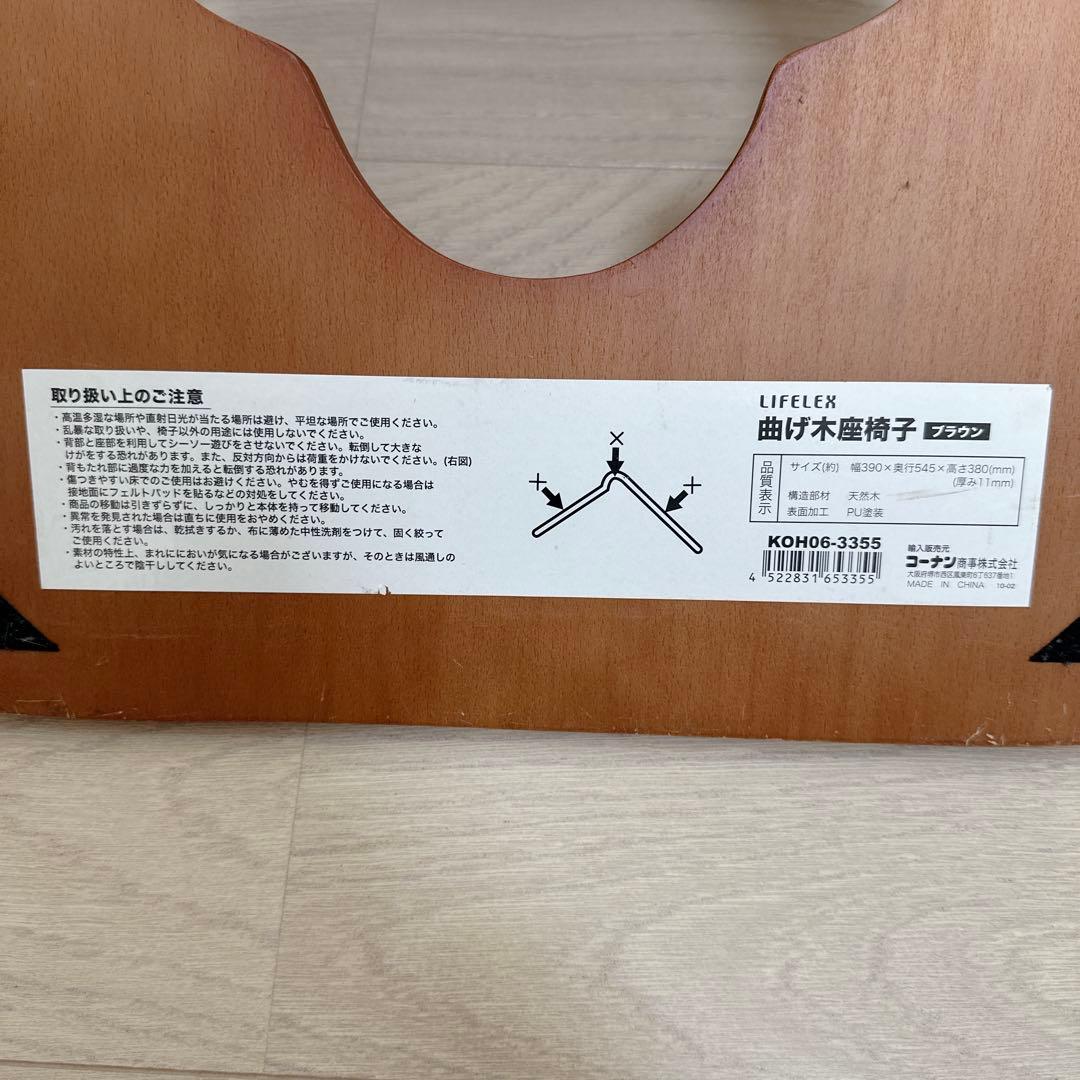 取り扱い上のご注意
・高温多湿な場所や直射日光が当たる場所は避け、平坦な場所でご使用ください。
・乱暴な取り扱いや、椅子以外の用途には使用しないでください。
・背部と座部を利用してシーソー遊びをさせないでください。転倒して大きな
けがをする恐れがあります。また、反対方向からは荷重をかけないでください。(右図)
・背もたれ部に過度な力を加えると転倒する恐れがあります。
・傷つきやすい床でのご使用はお避けください。やむを得ずご使用になる場合は
接地面にフェルトパッドを貼るなどの対処をしてください。
・商品の移動は引きずらずに、しっかりと本体を持って移動してください。
・異常を発見された場合は直ちに使用をおやめください。
・汚れを落とす場合は、乾拭きするか、布に薄めた中性洗剤をつけて、固く絞って
ご使用ください。
・素材の特性上、まれににおいが気になる場合がございますが、そのときは風通しの
よいところで陰干ししてください。
×
+
+
LIFELEX
曲げ木座椅子 ブラウン
品質表示
サイズ(約) 幅390×奥行545×高さ380(mm)
(厚み11mm)
構造部材 天然木
表面加工 PU塗装
KOH06-3355
4 522831 653355
輸入販売元
コーナン商事株式会社
大阪府堺市西区鳳東町6丁637番地1
MADE IN CHINA 10-02